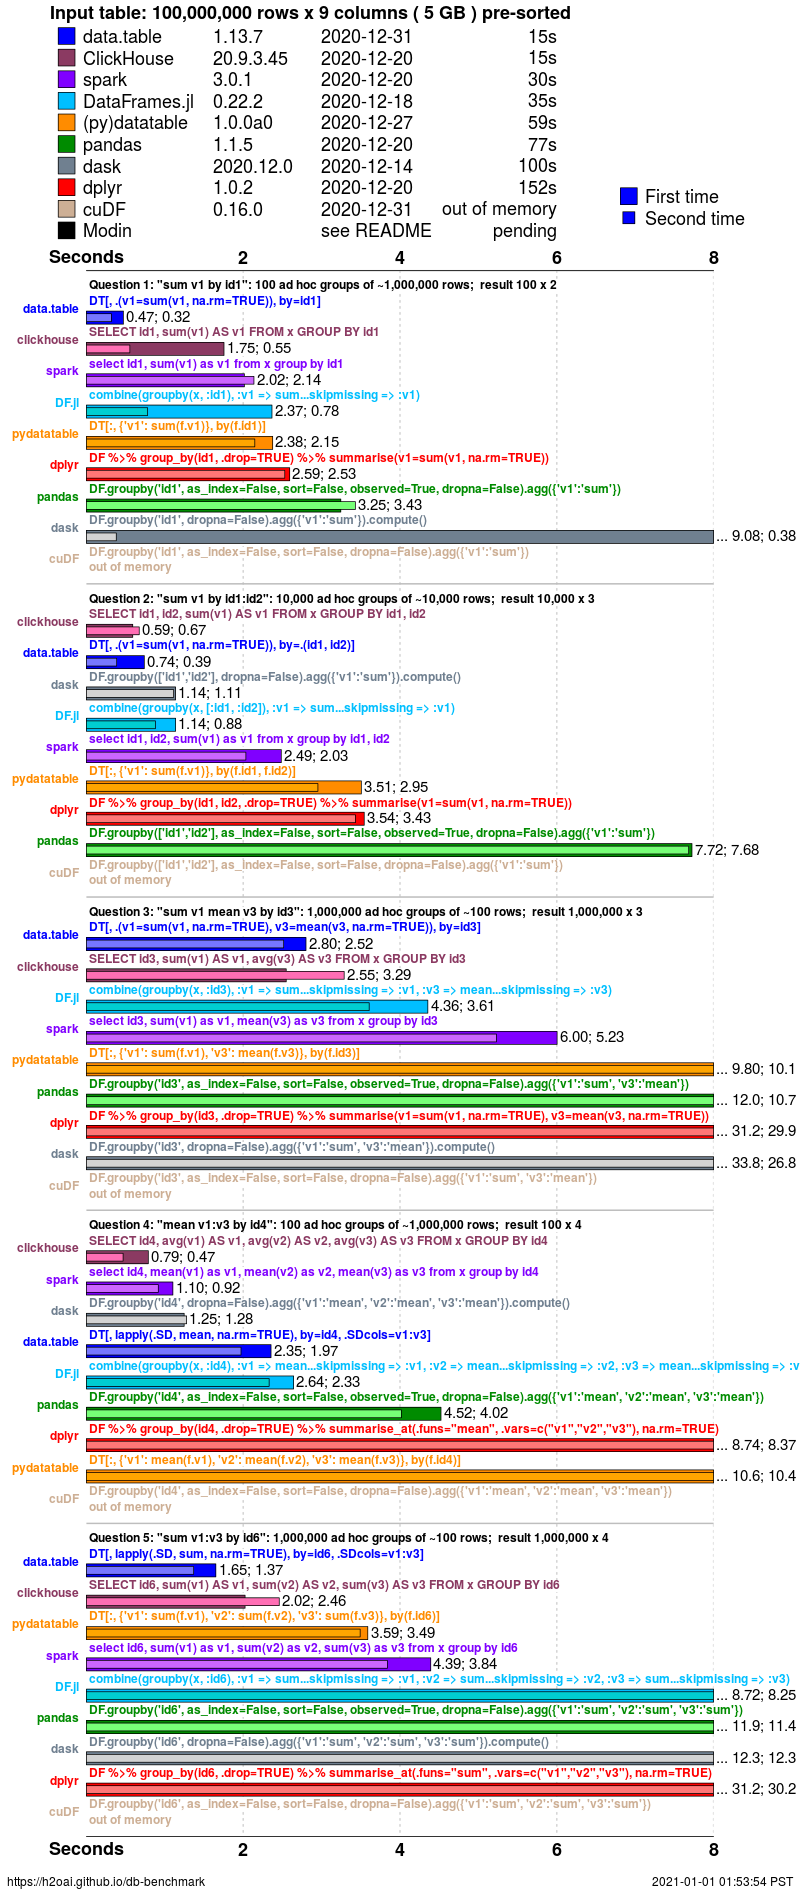 Input table: 100,000,000 rows x 9 columns ( 5 GB ) pre-sorted
data.table 1.13.7 2020-12-31 15s
ClickHouse 20.9.3.45 2020-12-20 15s
spark 3.0.1 2020-12-20 30s
DataFrames.jl 0.22.2 2020-12-18 35s
(py)datatable 1.0.0a0 2020-12-27 59s
pandas 1.1.5 2020-12-20 77s
dask 2020.12.0 2020-12-14 100s
dplyr 1.0.2 2020-12-20 152s
cuDF 0.16.0 2020-12-31 out of memory
Modin see README pending
First time
Second time
Seconds 2 4 6 8
Question 1: "sum v1 by id1": 100 ad hoc groups of ~1,000,000 rows;  result 100 x 2
DT[, .(v1=sum(v1, na.rm=TRUE)), by=id1]
data.table 0.47; 0.32
SELECT id1, sum(v1) AS v1 FROM x GROUP BY id1
clickhouse 1.75; 0.55
select id1, sum(v1) as v1 from x group by id1
spark 2.02; 2.14
combine(groupby(x, :id1), :v1 => sum...skipmissing => :v1)
DF.jl 2.37; 0.78
DT[:, {'v1': sum(f.v1)}, by(f.id1)]
pydatatable 2.38; 2.15
DF %>% group_by(id1, .drop=TRUE) %>% summarise(v1=sum(v1, na.rm=TRUE))
dplyr 2.59; 2.53
DF.groupby('id1', as_index=False, sort=False, observed=True, dropna=False).agg({'v1':'sum'})
pandas 3.25; 3.43
DF.groupby('id1', dropna=False).agg({'v1':'sum'}).compute()
dask ... 9.08; 0.38
DF.groupby('id1', as_index=False, sort=False, dropna=False).agg({'v1':'sum'})
cuDF out of memory
Question 2: "sum v1 by id1:id2": 10,000 ad hoc groups of ~10,000 rows;  result 10,000 x 3
SELECT id1, id2, sum(v1) AS v1 FROM x GROUP BY id1, id2
clickhouse 0.59; 0.67
DT[, .(v1=sum(v1, na.rm=TRUE)), by=.(id1, id2)]
data.table 0.74; 0.39
DF.groupby(['id1','id2'], dropna=False).agg({'v1':'sum'}).compute()
dask 1.14; 1.11
combine(groupby(x, [:id1, :id2]), :v1 => sum...skipmissing => :v1)
DF.jl 1.14; 0.88
select id1, id2, sum(v1) as v1 from x group by id1, id2
spark 2.49; 2.03
DT[:, {'v1': sum(f.v1)}, by(f.id1, f.id2)]
pydatatable 3.51; 2.95
DF %>% group_by(id1, id2, .drop=TRUE) %>% summarise(v1=sum(v1, na.rm=TRUE))
dplyr 3.54; 3.43
DF.groupby(['id1','id2'], as_index=False, sort=False, observed=True, dropna=False).agg({'v1':'sum'})
pandas 7.72; 7.68
DF.groupby(['id1','id2'], as_index=False, sort=False, dropna=False).agg({'v1':'sum'})
cuDF out of memory
Question 3: "sum v1 mean v3 by id3": 1,000,000 ad hoc groups of ~100 rows;  result 1,000,000 x 3
DT[, .(v1=sum(v1, na.rm=TRUE), v3=mean(v3, na.rm=TRUE)), by=id3]
data.table 2.80; 2.52
SELECT id3, sum(v1) AS v1, avg(v3) AS v3 FROM x GROUP BY id3
clickhouse 2.55; 3.29
combine(groupby(x, :id3), :v1 => sum...skipmissing => :v1, :v3 => mean...skipmissing => :v3)
DF.jl 4.36; 3.61
select id3, sum(v1) as v1, mean(v3) as v3 from x group by id3
spark 6.00; 5.23
DT[:, {'v1': sum(f.v1), 'v3': mean(f.v3)}, by(f.id3)]
pydatatable ... 9.80; 10.1
DF.groupby('id3', as_index=False, sort=False, observed=True, dropna=False).agg({'v1':'sum', 'v3':'mean'})
pandas ... 12.0; 10.7
DF %>% group_by(id3, .drop=TRUE) %>% summarise(v1=sum(v1, na.rm=TRUE), v3=mean(v3, na.rm=TRUE))
dplyr ... 31.2; 29.9
DF.groupby('id3', dropna=False).agg({'v1':'sum', 'v3':'mean'}).compute()
dask ... 33.8; 26.8
DF.groupby('id3', as_index=False, sort=False, dropna=False).agg({'v1':'sum', 'v3':'mean'})
cuDF out of memory
Question 4: "mean v1:v3 by id4": 100 ad hoc groups of ~1,000,000 rows;  result 100 x 4
SELECT id4, avg(v1) AS v1, avg(v2) AS v2, avg(v3) AS v3 FROM x GROUP BY id4
clickhouse 0.79; 0.47
select id4, mean(v1) as v1, mean(v2) as v2, mean(v3) as v3 from x group by id4
spark 1.10; 0.92
DF.groupby('id4', dropna=False).agg({'v1':'mean', 'v2':'mean', 'v3':'mean'}).compute()
dask 1.25; 1.28
DT[, lapply(.SD, mean, na.rm=TRUE), by=id4, .SDcols=v1:v3]
data.table 2.35; 1.97
combine(groupby(x, :id4), :v1 => mean...skipmissing => :v1, :v2 => mean...skipmissing => :v2, :v3 => mean...skipmissing => :v
DF.jl 2.64; 2.33
DF.groupby('id4', as_index=False, sort=False, observed=True, dropna=False).agg({'v1':'mean', 'v2':'mean', 'v3':'mean'})
pandas 4.52; 4.02
DF %>% group_by(id4, .drop=TRUE) %>% summarise_at(.funs="mean", .vars=c("v1","v2","v3"), na.rm=TRUE)
dplyr ... 8.74; 8.37
DT[:, {'v1': mean(f.v1), 'v2': mean(f.v2), 'v3': mean(f.v3)}, by(f.id4)]
pydatatable ... 10.6; 10.4
DF.groupby('id4', as_index=False, sort=False, dropna=False).agg({'v1':'mean', 'v2':'mean', 'v3':'mean'})
cuDF out of memory
Question 5: "sum v1:v3 by id6": 1,000,000 ad hoc groups of ~100 rows;  result 1,000,000 x 4
DT[, lapply(.SD, sum, na.rm=TRUE), by=id6, .SDcols=v1:v3]
data.table 1.65; 1.37
SELECT id6, sum(v1) AS v1, sum(v2) AS v2, sum(v3) AS v3 FROM x GROUP BY id6
clickhouse 2.02; 2.46
DT[:, {'v1': sum(f.v1), 'v2': sum(f.v2), 'v3': sum(f.v3)}, by(f.id6)]
pydatatable 3.59; 3.49
select id6, sum(v1) as v1, sum(v2) as v2, sum(v3) as v3 from x group by id6
spark 4.39; 3.84
combine(groupby(x, :id6), :v1 => sum...skipmissing => :v1, :v2 => sum...skipmissing => :v2, :v3 => sum...skipmissing => :v3)
DF.jl ... 8.72; 8.25
DF.groupby('id6', as_index=False, sort=False, observed=True, dropna=False).agg({'v1':'sum', 'v2':'sum', 'v3':'sum'})
pandas ... 11.9; 11.4
DF.groupby('id6', dropna=False).agg({'v1':'sum', 'v2':'sum', 'v3':'sum'}).compute()
dask ... 12.3; 12.3
DF %>% group_by(id6, .drop=TRUE) %>% summarise_at(.funs="sum", .vars=c("v1","v2","v3"), na.rm=TRUE)
dplyr ... 31.2; 30.2
DF.groupby('id6', as_index=False, sort=False, dropna=False).agg({'v1':'sum', 'v2':'sum', 'v3':'sum'})
cuDF out of memory
Seconds 2 4 6 8
https://h2oai.github.io/db-benchmark 2021-01-01 01:53:54 PST